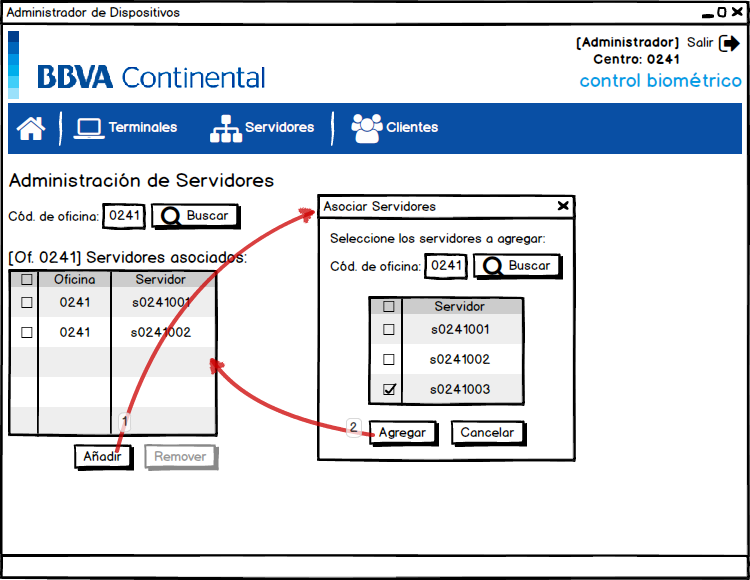 Administrador de Dispositivos
[Administrador] Salir
Centro: 0241
BBVA Continental
control biométrico
Terminales
Servidores
Clientes
Administración de Servidores
Cód. de oficina: 0241 Buscar
[Of. 0241] Servidores asociados:
Oficina Servidor
0241 s0241001
0241 s0241002
1
Añadir Remover
Asociar Servidores
Seleccione los servidores a agregar:
Cód. de oficina: 0241 Buscar
Servidor
s0241001
s0241002
s0241003
2
Agregar Cancelar